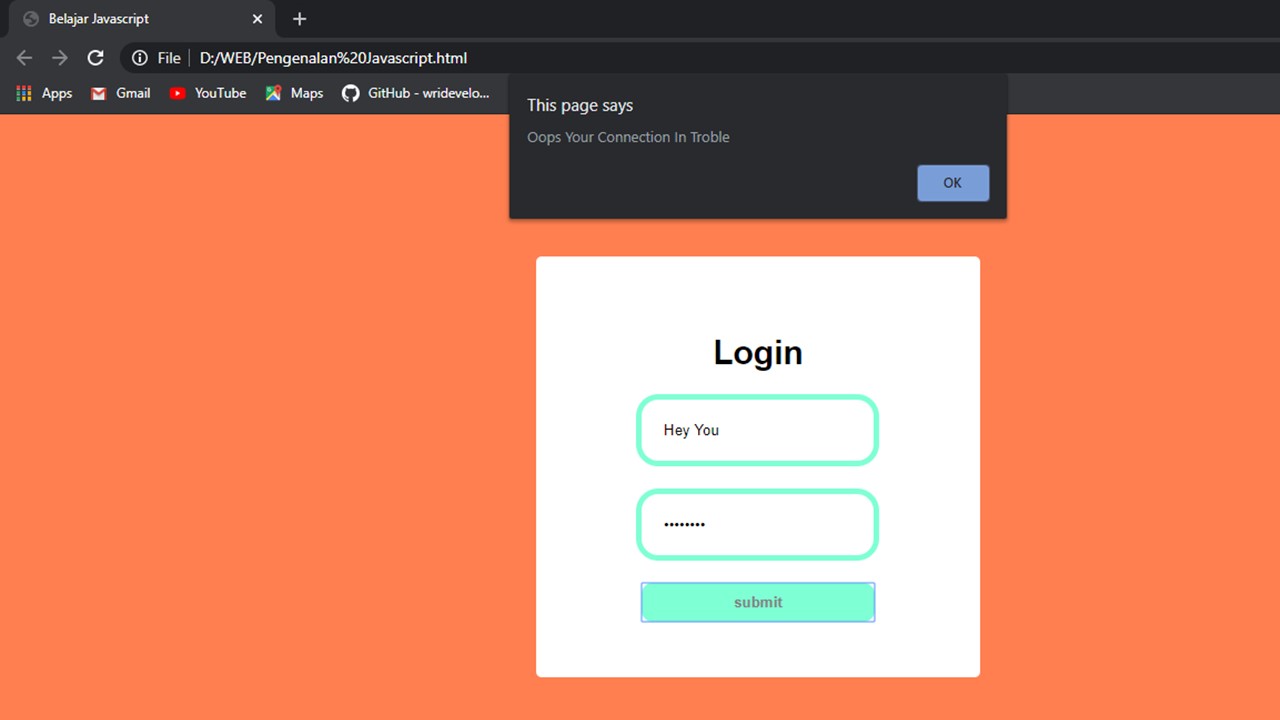 Belajar Javascript
File D:/WEB/Pengenalan%20Javascript.html
Apps Gmail YouTube Maps GitHub - wridevelo...
This page says
Oops Your Connection In Troble
OK
Login
Hey You
••••••••
submit